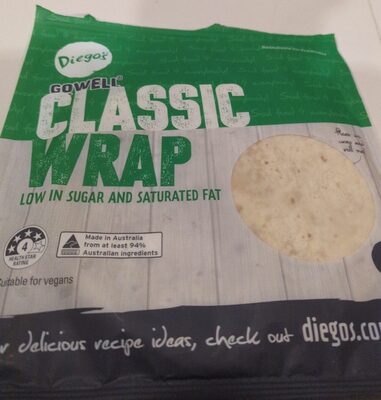 Diego's
GOWELL®
CLASSIC
WRAP
LOW IN SUGAR AND SATURATED FAT
4
HEALTH STAR
RATING
Made in Australia
from at least 94%
Australian ingredients
uitable for vegans
r delicious recipe ideas, check out diegos.co